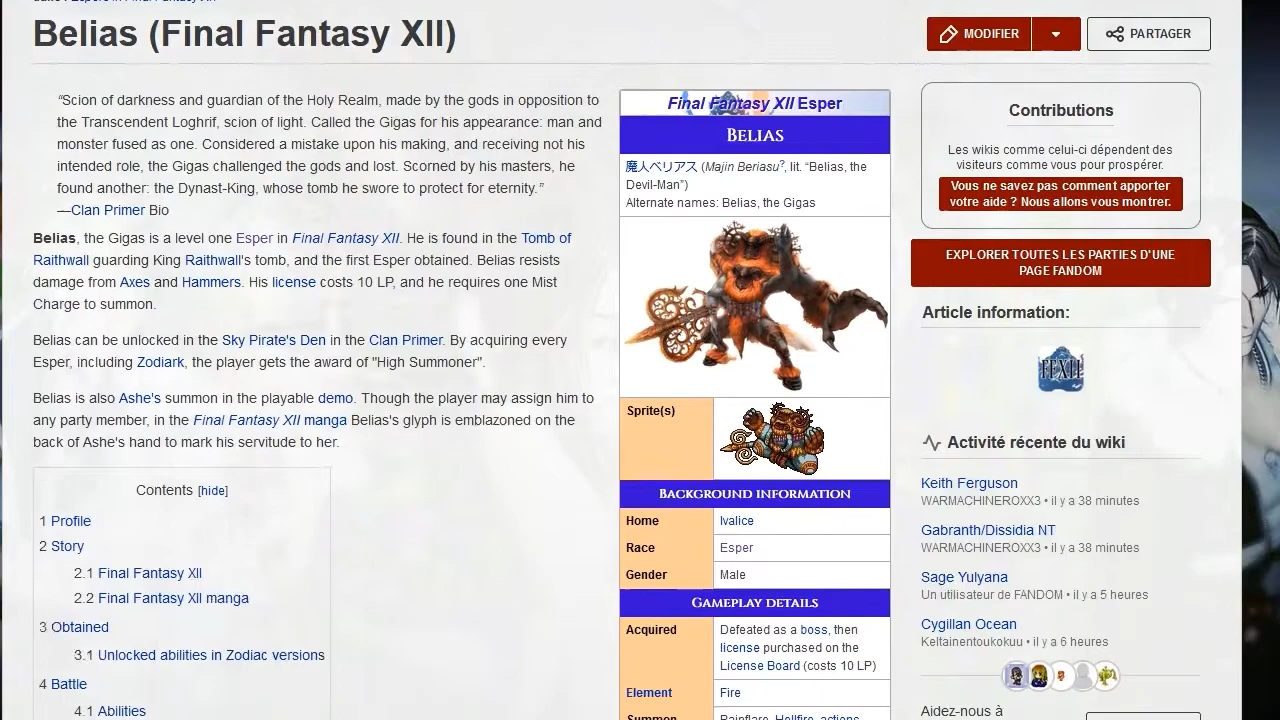 Belias (Final Fantasy XII)
MODIFIER
PARTAGER
“Scion of darkness and guardian of the Holy Realm, made by the gods in opposition to
the Transcendent Loghrif, scion of light. Called the Gigas for his appearance: man and
monster fused as one. Considered a mistake upon his making, and receiving not his
intended role, the Gigas challenged the gods and lost. Scorned by his masters, he
found another: the Dynast-King, whose tomb he swore to protect for eternity.”
—Clan Primer Bio
Belias, the Gigas is a level one Esper in Final Fantasy XII. He is found in the Tomb of
Raithwall guarding King Raithwall's tomb, and the first Esper obtained. Belias resists
damage from Axes and Hammers. His license costs 10 LP, and he requires one Mist
Charge to summon.
Belias can be unlocked in the Sky Pirate's Den in the Clan Primer. By acquiring every
Esper, including Zodiark, the player gets the award of "High Summoner".
Belias is also Ashe's summon in the playable demo. Though the player may assign him to
any party member, in the Final Fantasy XII manga Belias's glyph is emblazoned on the
back of Ashe's hand to mark his servitude to her.
Contents [hide]
1 Profile
2 Story
2.1 Final Fantasy XII
2.2 Final Fantasy XII manga
3 Obtained
3.1 Unlocked abilities in Zodiac versions
4 Battle
4.1 Abilities
Final Fantasy XII Esper
BELIAS
魔人ベリアス (Majin Beriasu?, lit. “Belias, the
Devil-Man”)
Alternate names: Belias, the Gigas
Sprite(s)
BACKGROUND INFORMATION
Home Ivalice
Race Esper
Gender Male
GAMEPLAY DETAILS
Acquired Defeated as a boss, then
license purchased on the
License Board (costs 10 LP)
Element Fire
Summon Painflare, Hellfire, actions
Contributions
Les wikis comme celui-ci dépendent des
visiteurs comme vous pour prospérer.
Vous ne savez pas comment apporter
votre aide ? Nous allons vous montrer.
EXPLORER TOUTES LES PARTIES D'UNE
PAGE FANDOM
Article information:
FFXII
Activité récente du wiki
Keith Ferguson
WARMACHINEROXX3 • il y a 38 minutes
Gabranth/Dissidia NT
WARMACHINEROXX3 • il y a 38 minutes
Sage Yulyana
Un utilisateur de FANDOM • il y a 5 heures
Cygillan Ocean
Keltainentoukokuu • il y a 6 heures
Aidez-nous à